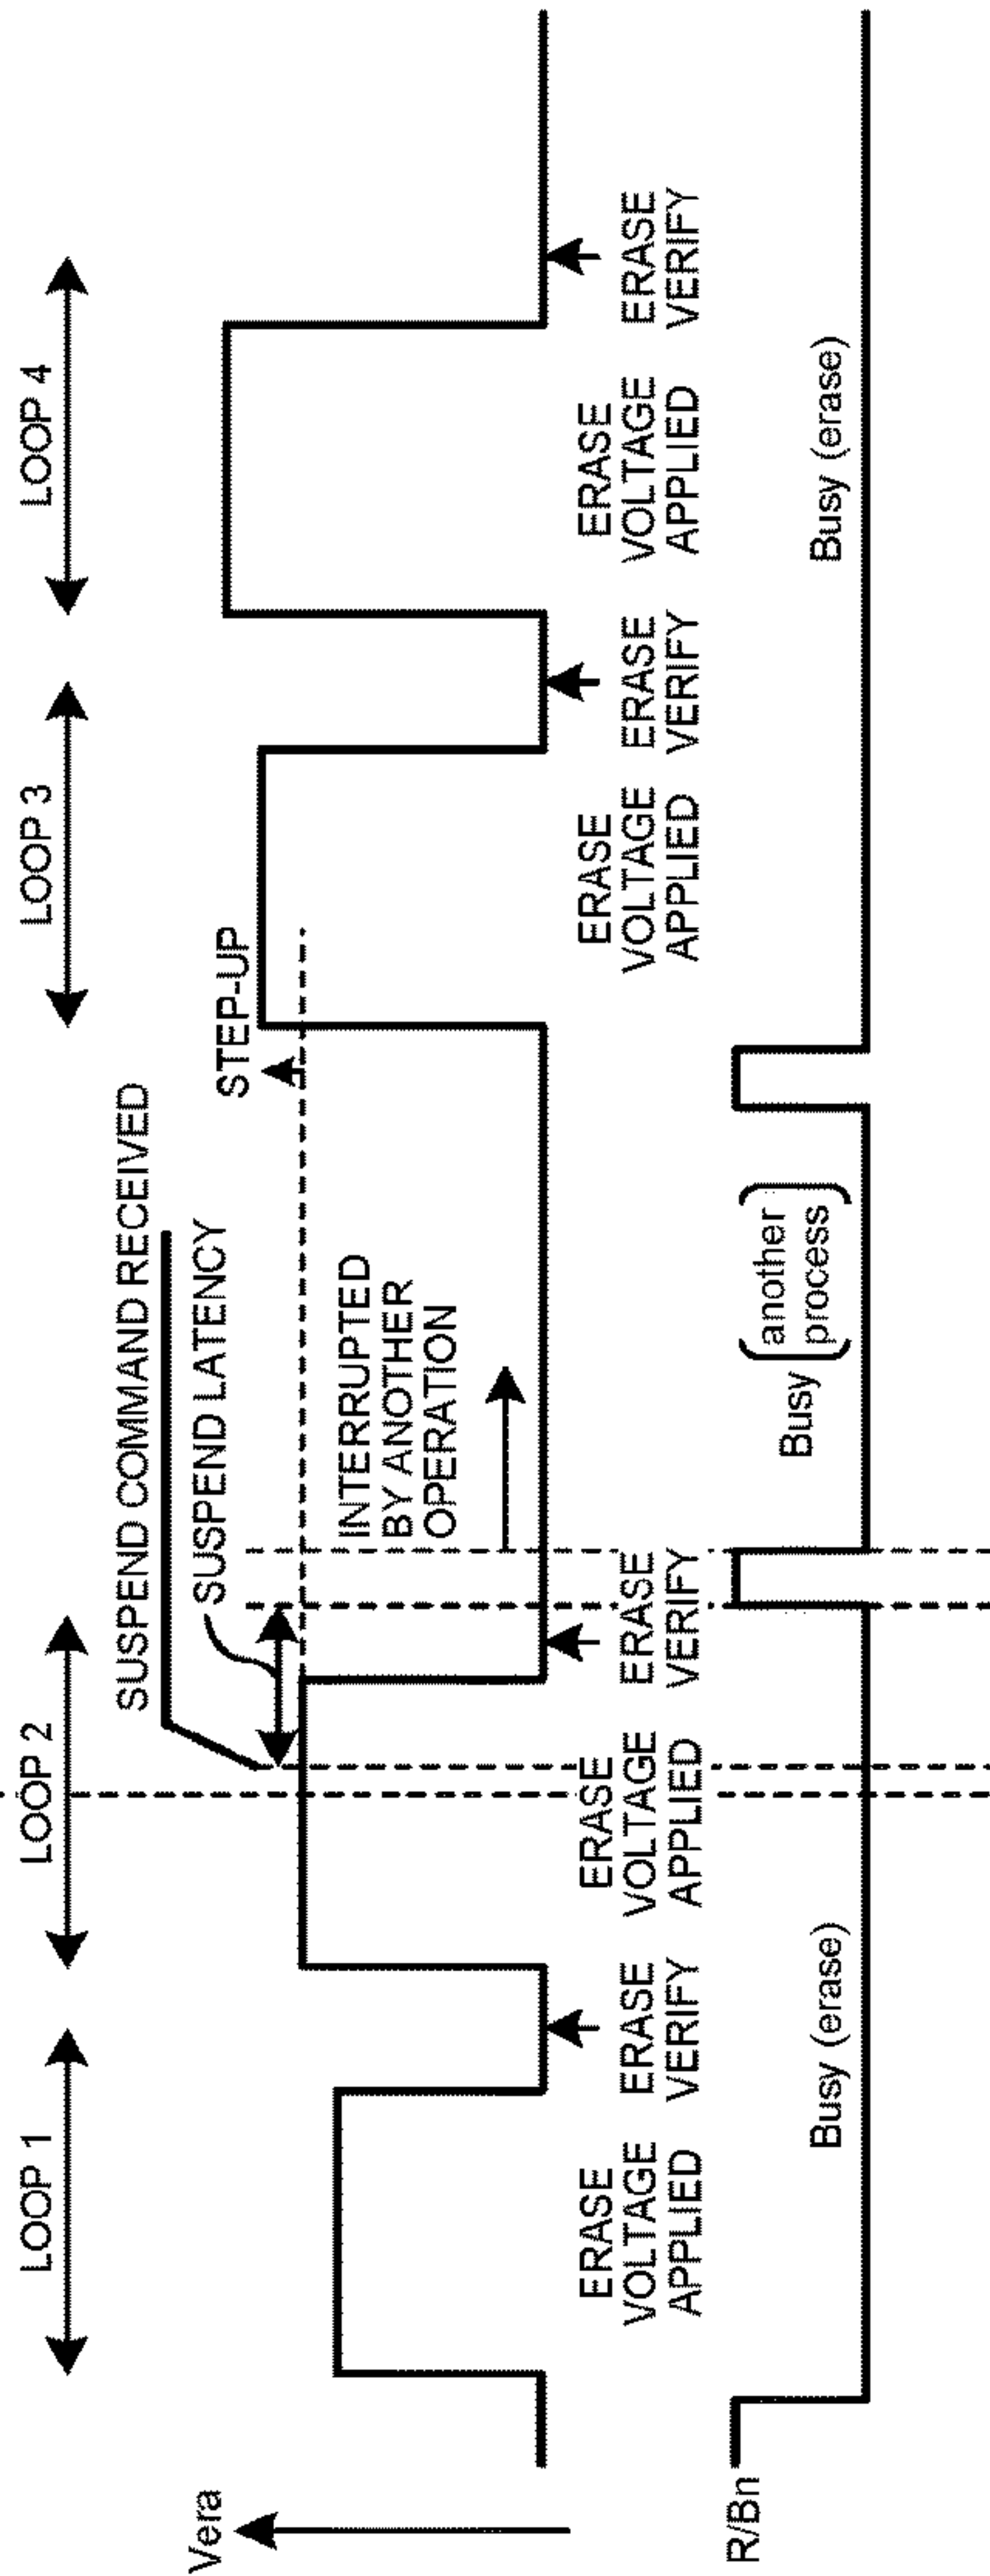 LOOP 1
LOOP 2
LOOP 3
LOOP 4
SUSPEND COMMAND RECEIVED
SUSPEND LATENCY
STEP-UP
Vera
INTERRUPTED
BY ANOTHER
OPERATION
ERASE
VOLTAGE
APPLIED
ERASE
VERIFY
ERASE
VOLTAGE
APPLIED
ERASE
VERIFY
ERASE
VOLTAGE
APPLIED
ERASE
VERIFY
ERASE
VOLTAGE
APPLIED
ERASE
VERIFY
R/Bn
Busy (erase)
Busy (another
process)
Busy (erase)